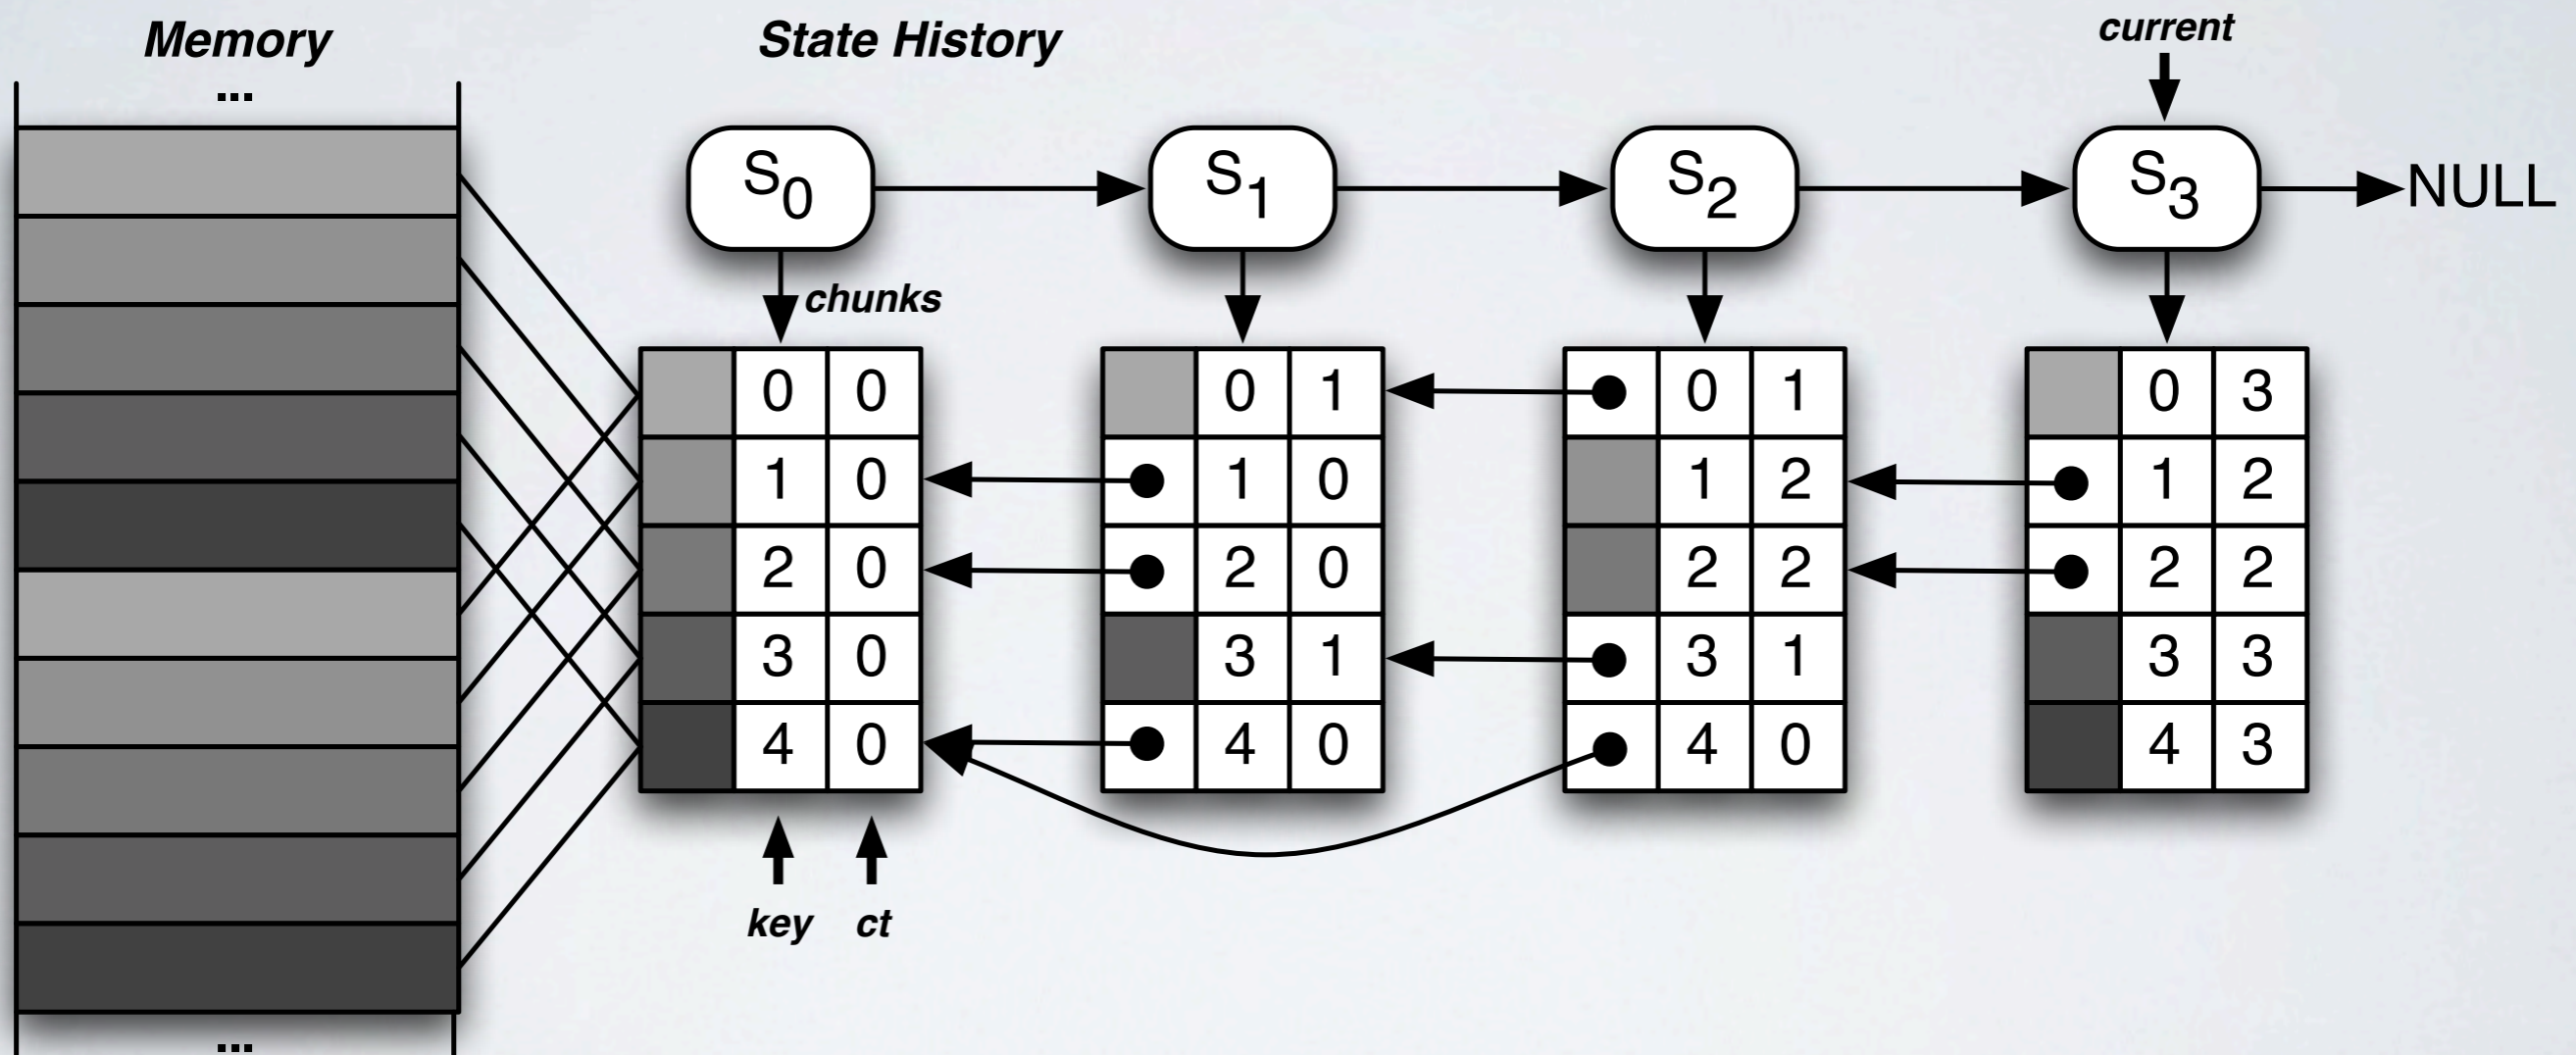 Memory
State History
current
...
S0
S1
S2
S3
NULL
chunks
0 0
0 1
0 1
0 3
1 0
1 0
1 2
1 2
2 0
2 0
2 2
2 2
3 0
3 1
3 1
3 3
4 0
4 0
4 0
4 3
key
ct
...